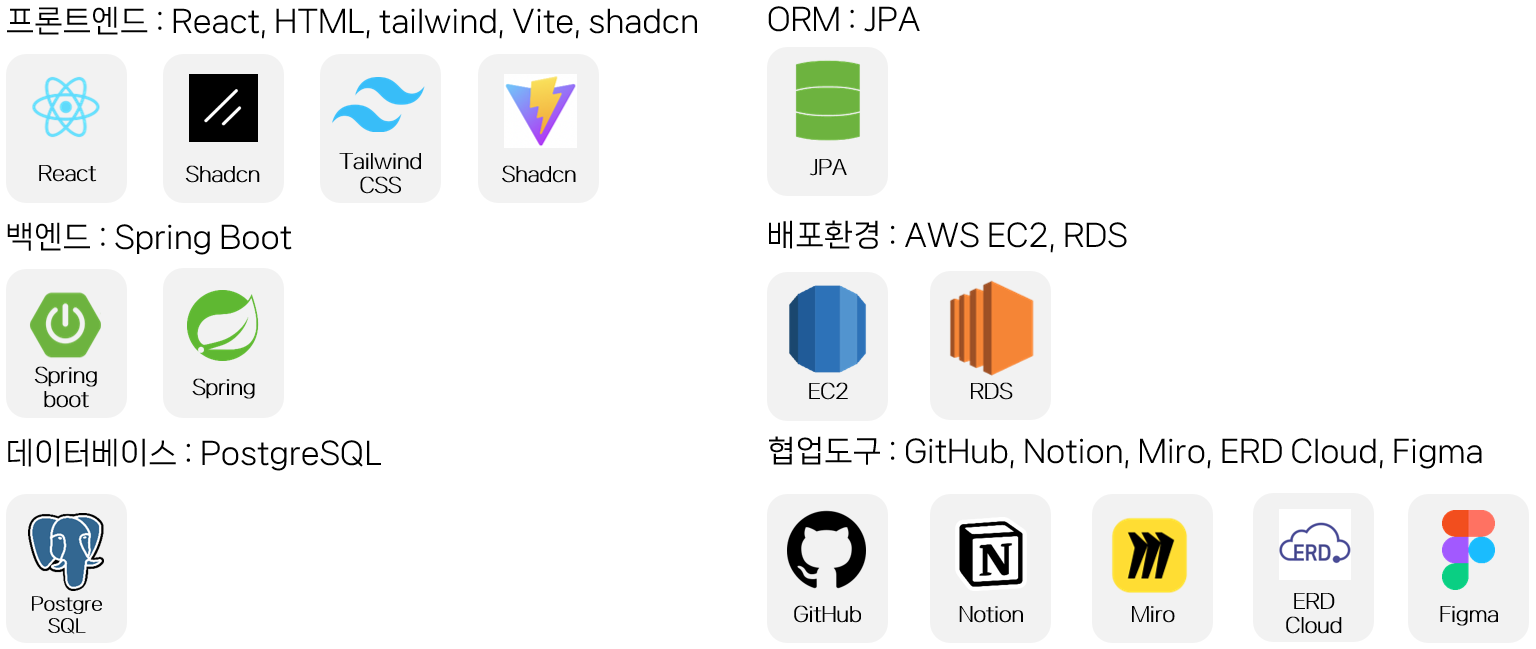 프론트엔드 : React, HTML, tailwind, Vite, shadcn
React
Shadcn
Tailwind
CSS
Shadcn
백엔드 : Spring Boot
Spring
boot
Spring
데이터베이스 : PostgreSQL
Postgre
SQL
ORM : JPA
JPA
배포환경 : AWS EC2, RDS
EC2
RDS
협업도구 : GitHub, Notion, Miro, ERD Cloud, Figma
GitHub
N
Notion
Miro
ERD
ERD
Cloud
Figma